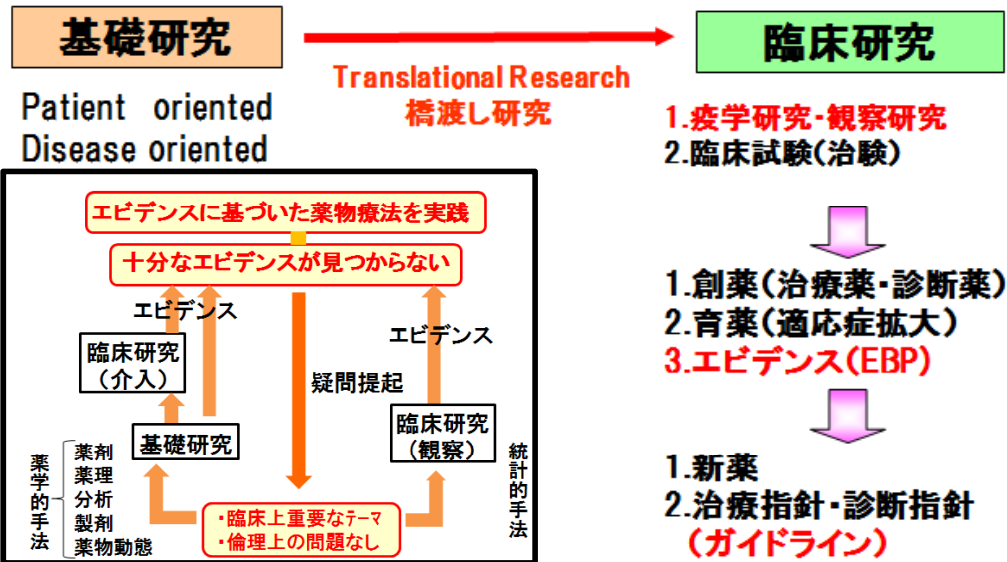 基礎研究
Translational Research
橋渡し研究
臨床研究
Patient oriented
Disease oriented
1.疫学研究・観察研究
2.臨床試験(治験)
1.創薬(治療薬・診断薬)
2.育薬(適応症拡大)
3.エビデンス(EBP)
1.新薬
2.治療指針・診断指針
(ガイドライン)
エビデンスに基づいた薬物療法を実践
十分なエビデンスが見つからない
エビデンス
エビデンス
臨床研究
(介入)
疑問提起
基礎研究
臨床研究
(観察)
薬学的手法
薬剤
薬理
分析
製剤
薬物動態
・臨床上重要なテーマ
・倫理上の問題なし
統計的手法